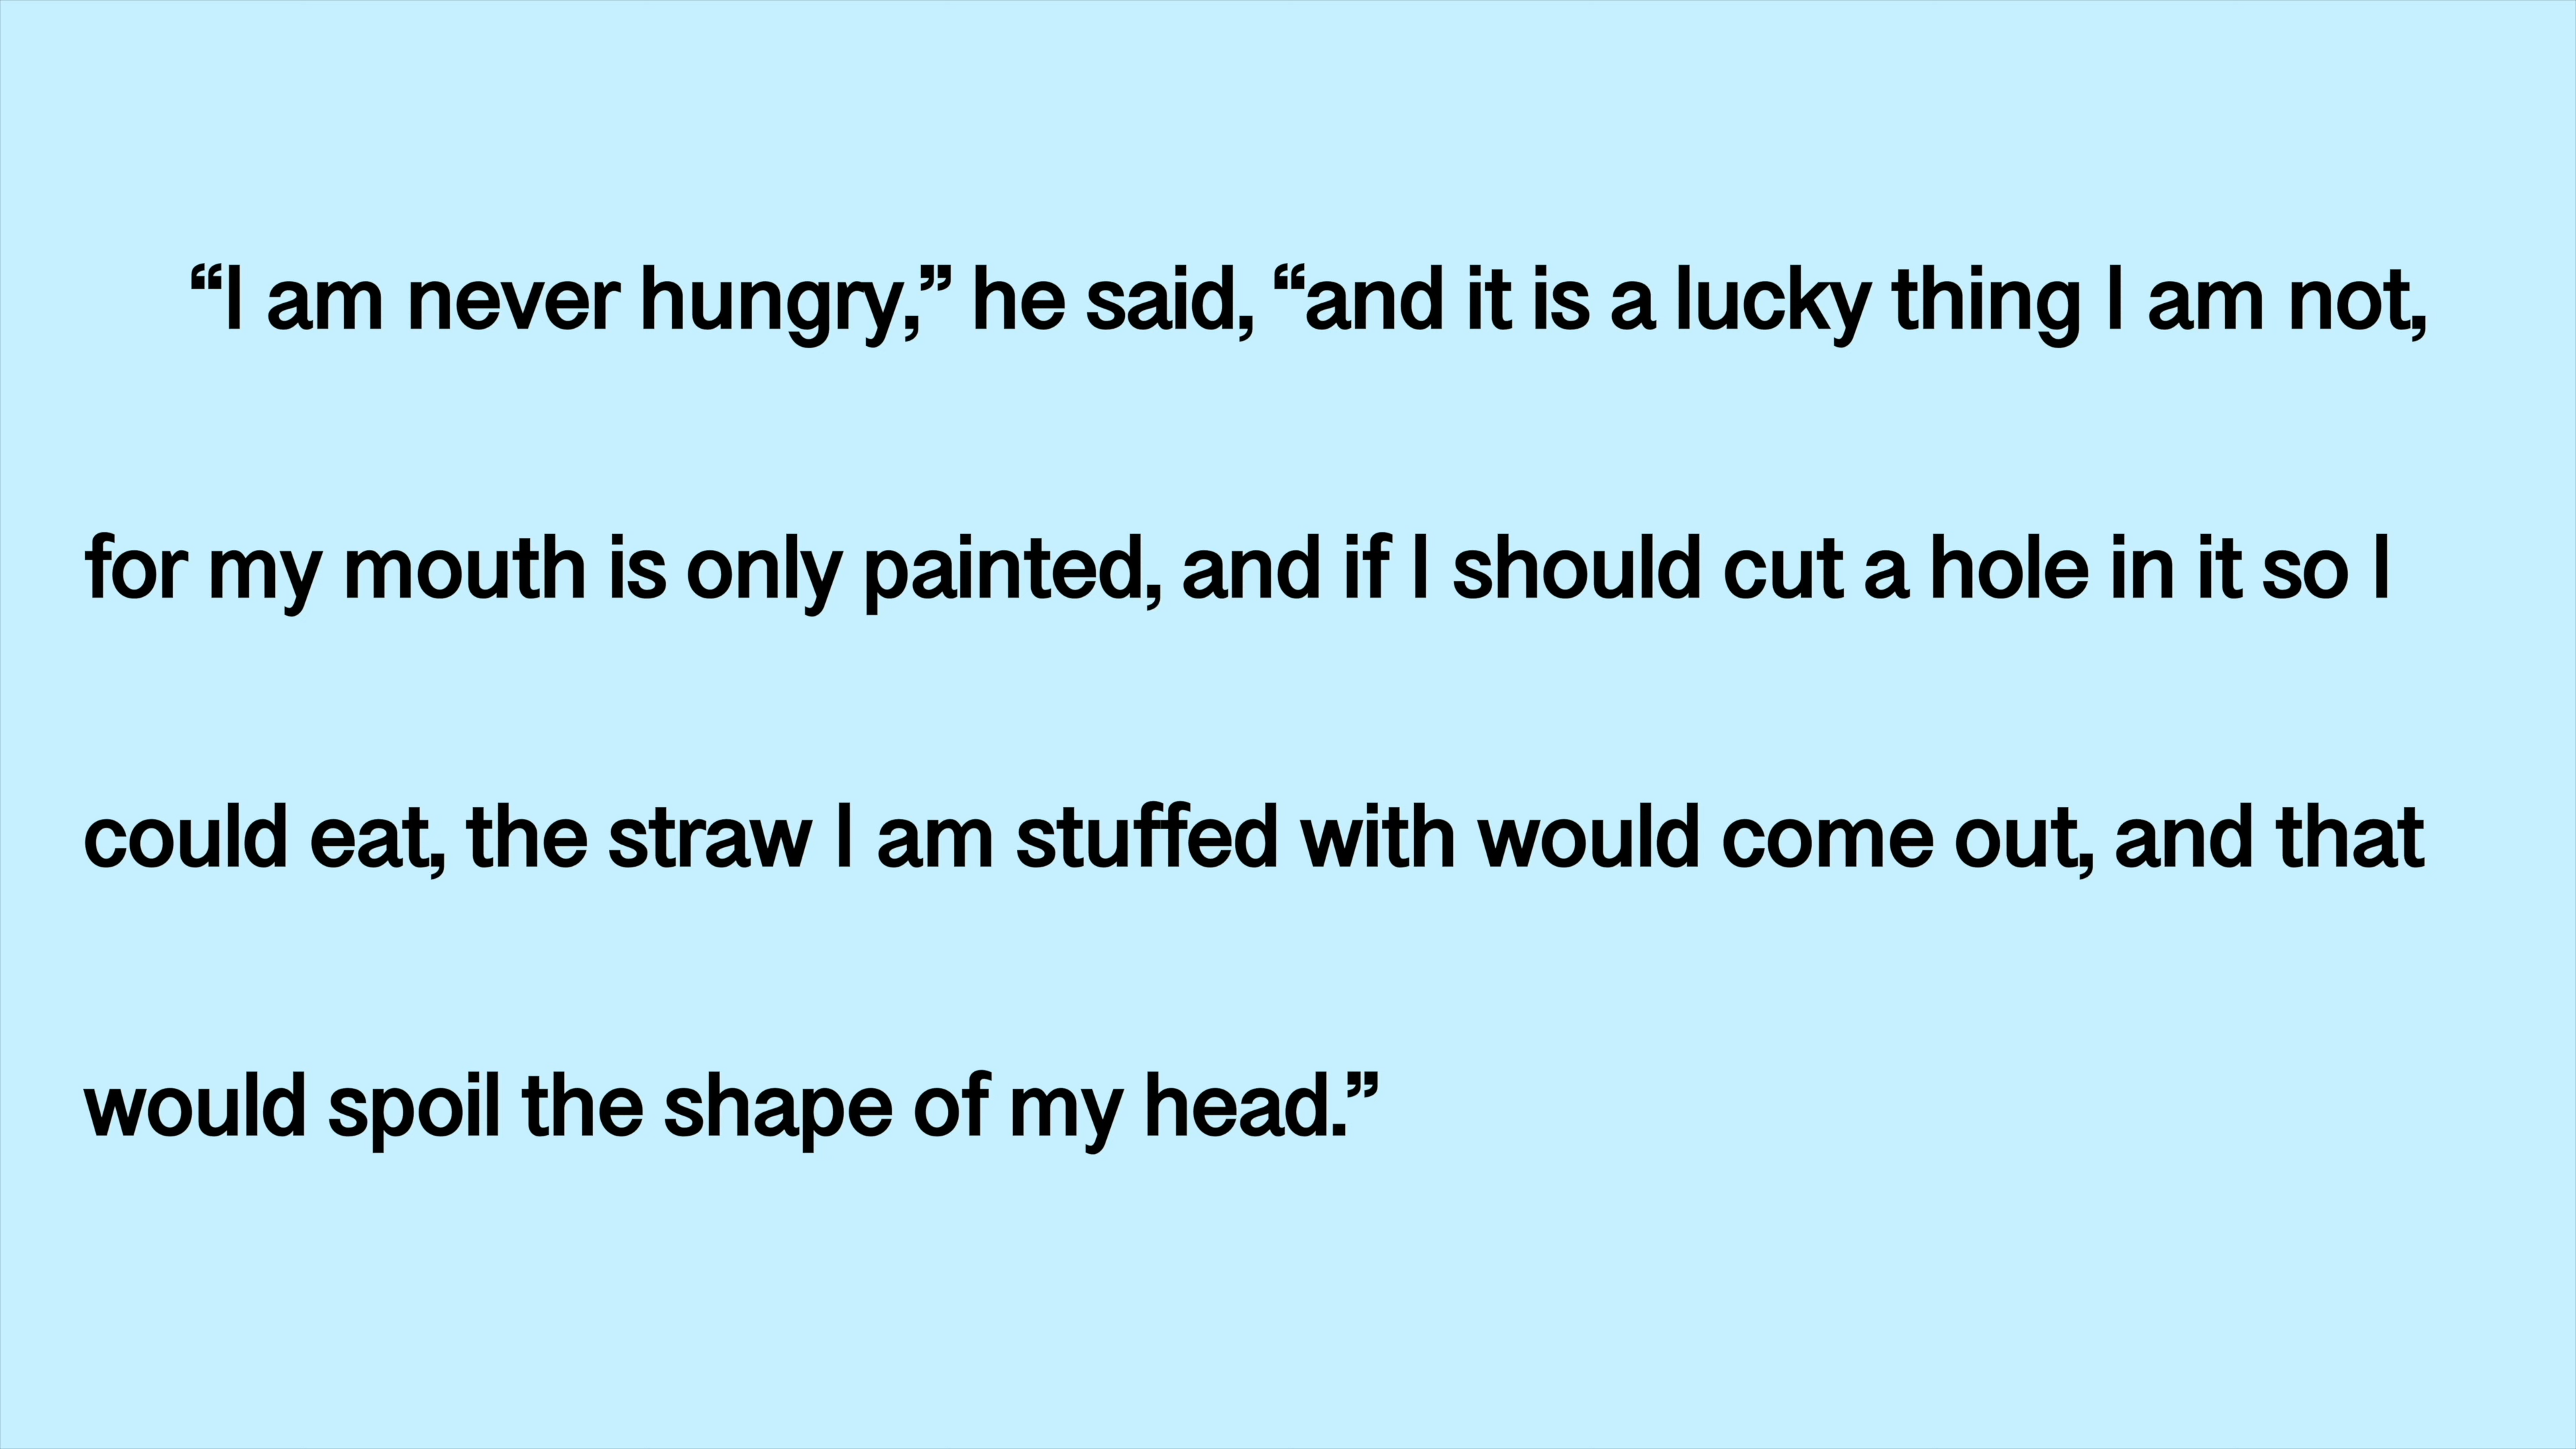 “I am never hungry,” he said, “and it is a lucky thing I am not,
for my mouth is only painted, and if I should cut a hole in it so I
could eat, the straw I am stuffed with would come out, and that
would spoil the shape of my head.”